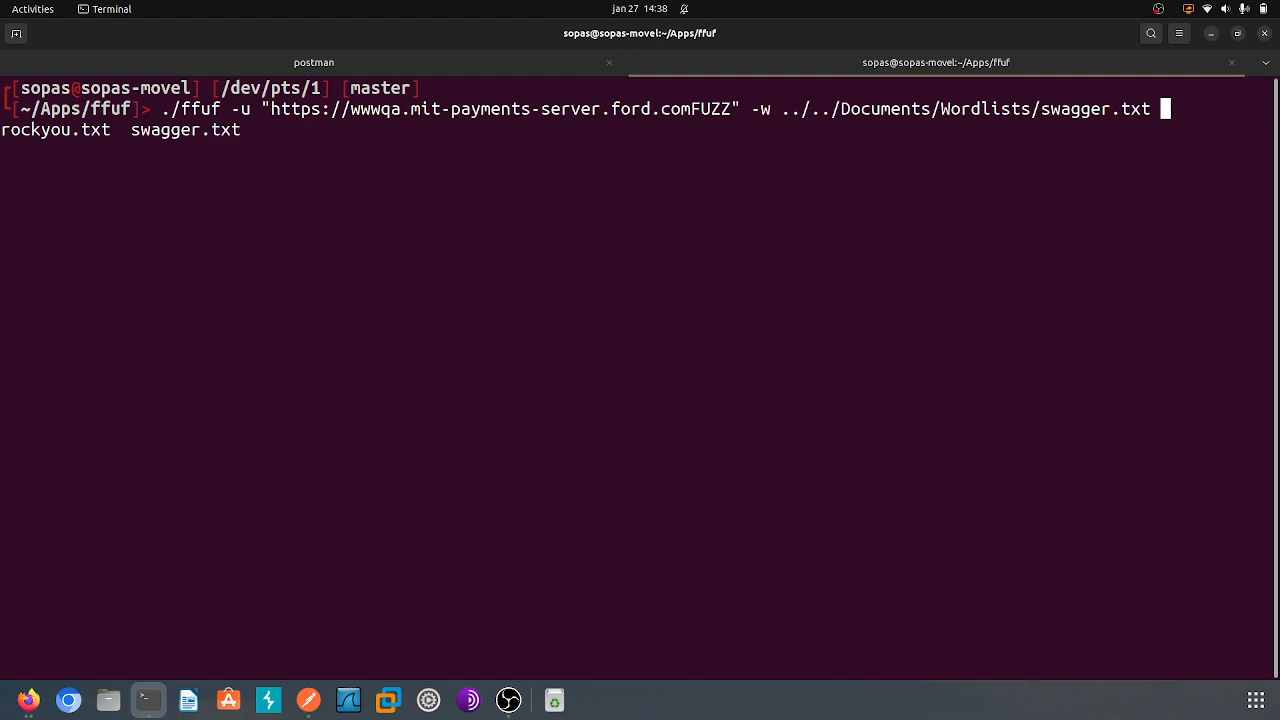 Activities Terminal jan 27 14:38
sopas@sopas-movel:~/Apps/ffuf
postman sopas@sopas-movel:~/Apps/ffuf
[sopas@sopas-movel] [/dev/pts/1] [master]
[~/Apps/ffuf]> ./ffuf -u "https://wwwqa.mit-payments-server.ford.comFUZZ" -w ../../Documents/Wordlists/swagger.txt
rockyou.txt swagger.txt